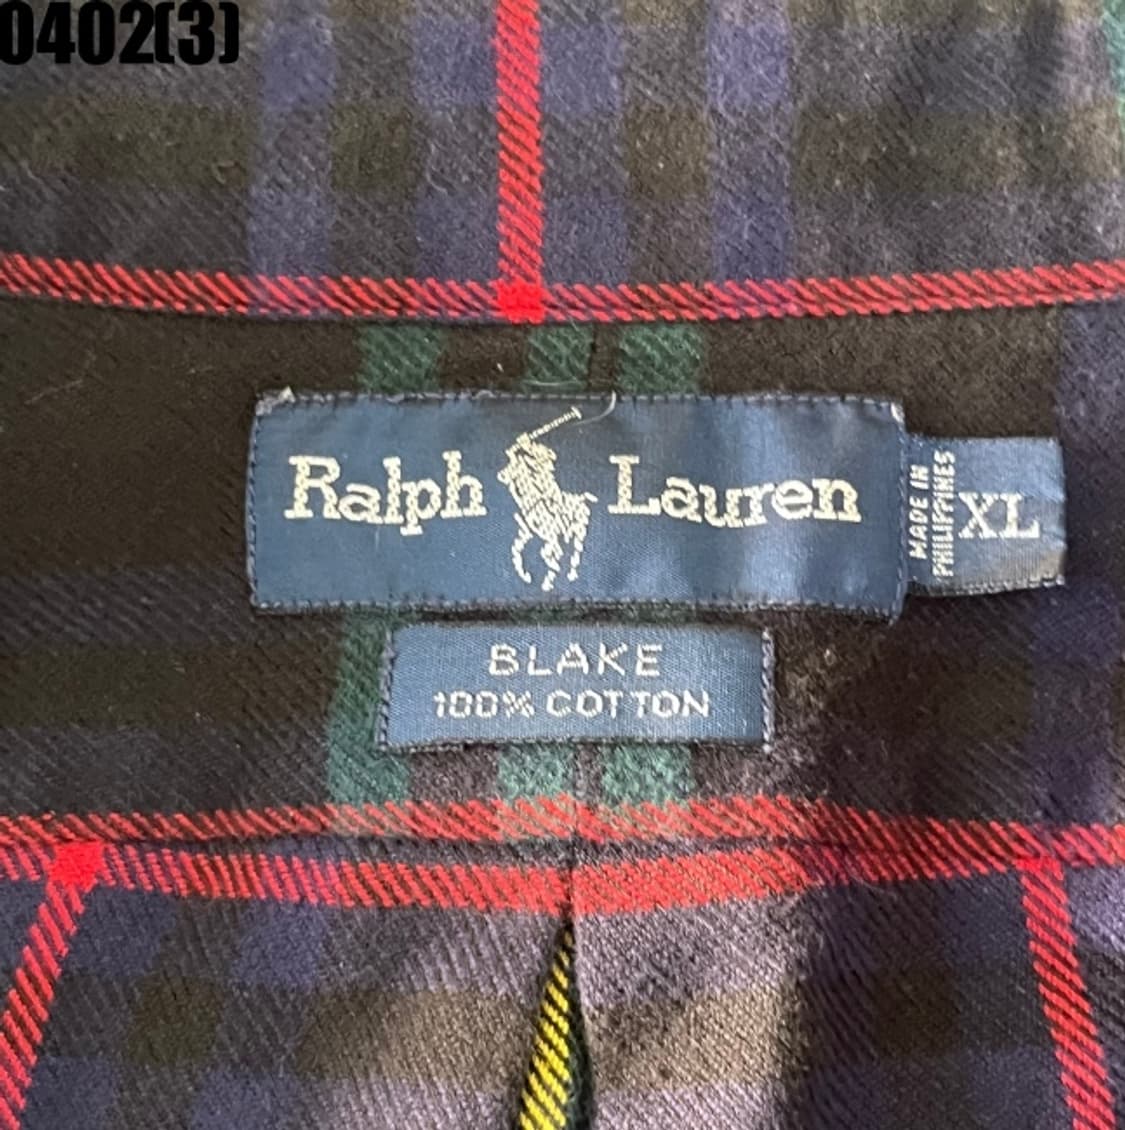 0402(3)
Ralph Lauren
MADE IN
PHILIPPINES
XL
BLAKE
100% COTTON